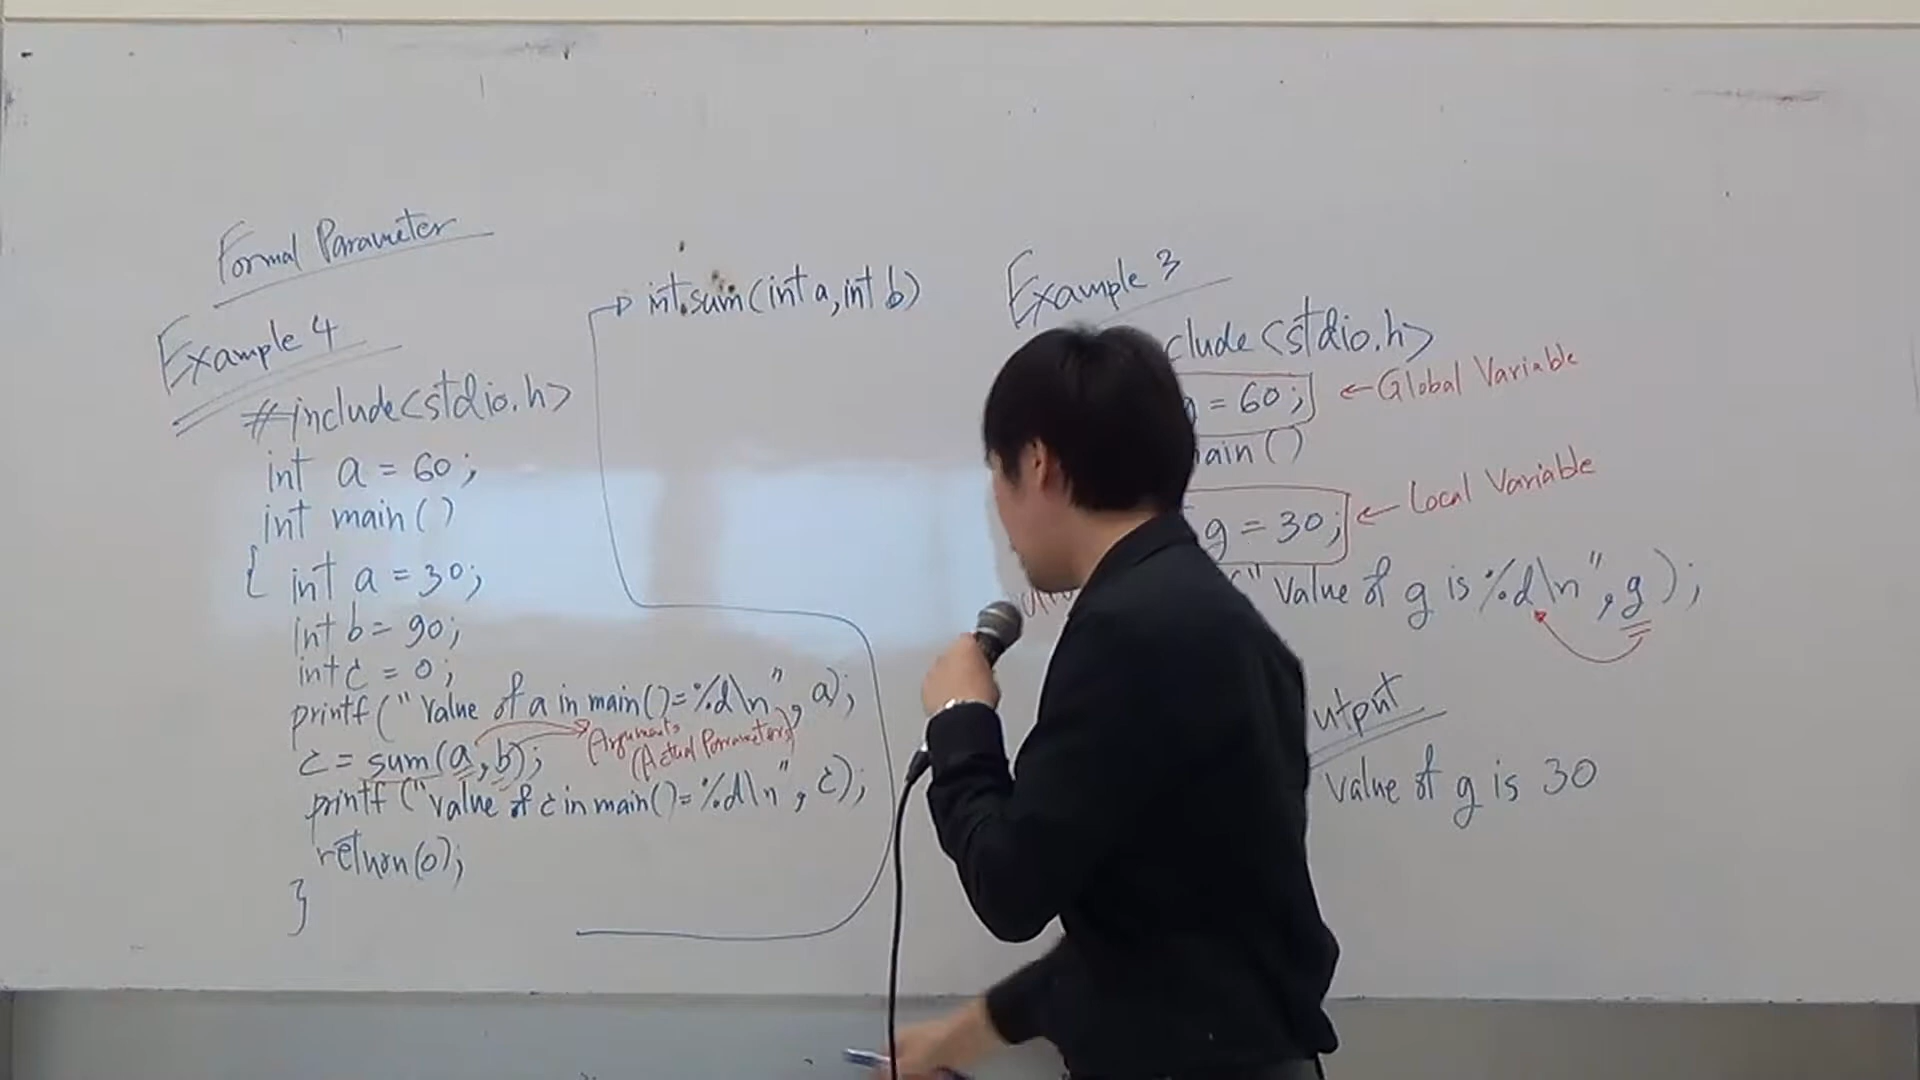 Formal Parameter
Example 4
#include<stdio.h>
int a = 60;
int main()
{ int a = 30;
int b = 90;
int c = 0;
printf("Value of a in main()=%d\n", a);
c = sum(a,b);
Arguments
(Actual Parameters)
printf("value of c in main()=%d\n", c);
return(0);
}
int sum(int a, int b)
Example 3
clude<stdio.h>
g = 60; ← Global Variable
ain()
g = 30; ← Local Variable
(" Value of g is %d\n", g);
utput
Value of g is 30